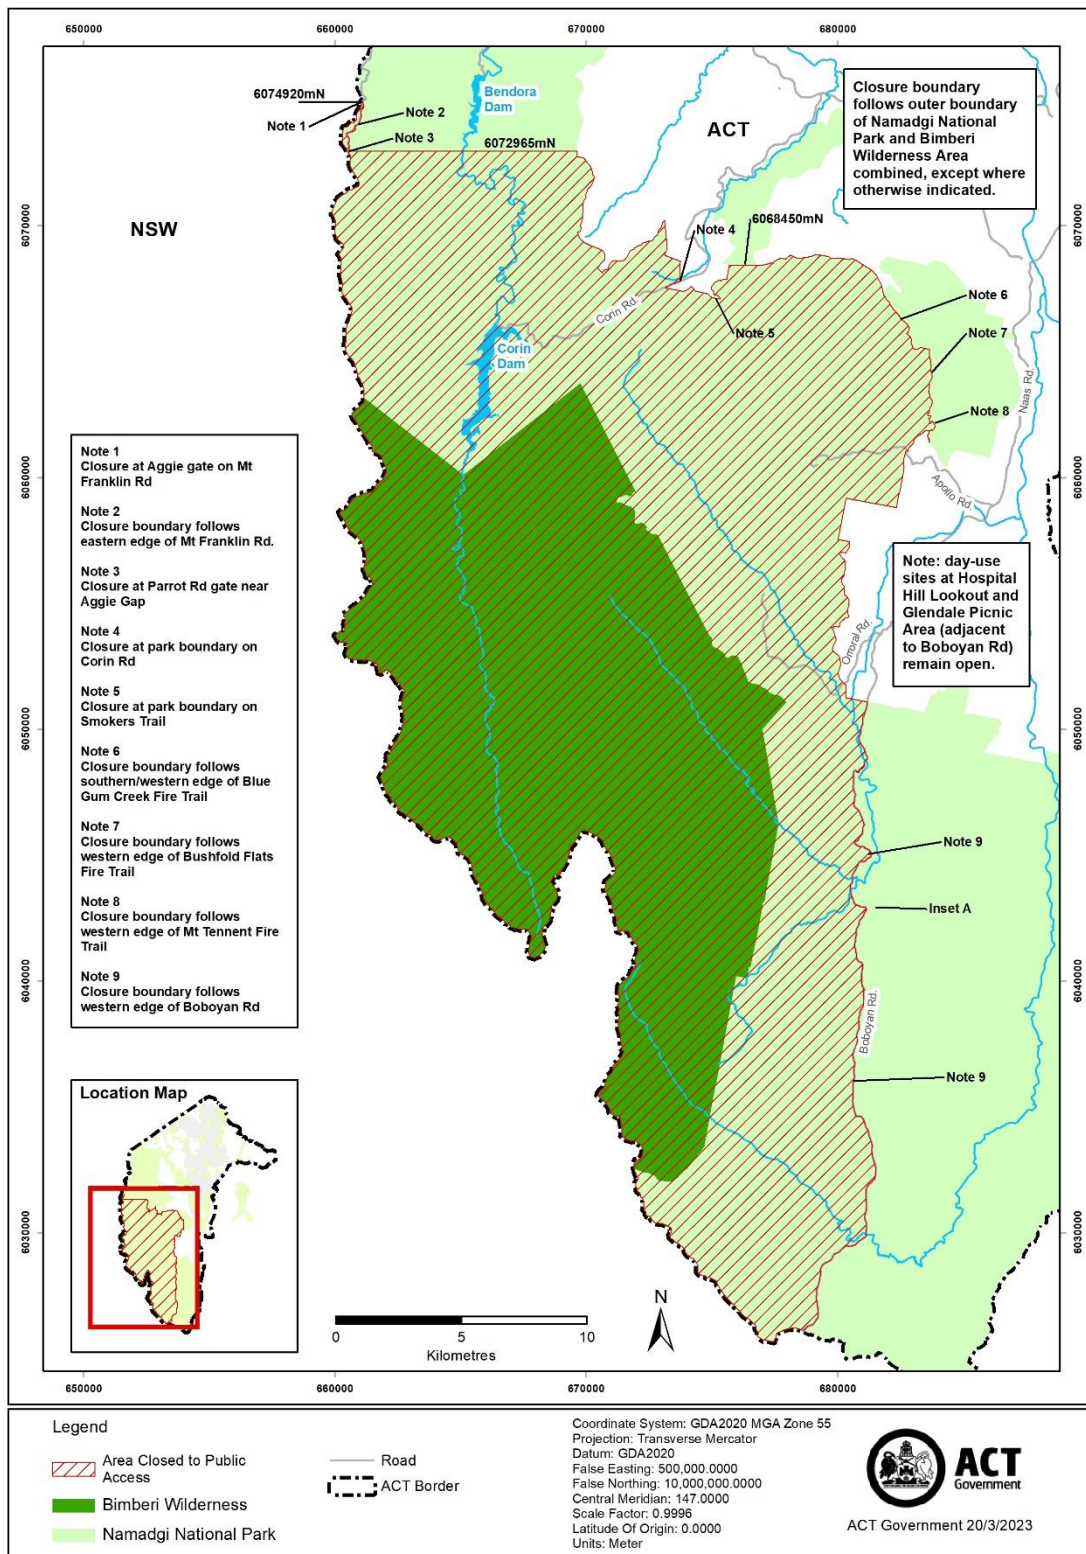 650000
660000
670000
680000
6074920mN
Note 1
Note 2
Note 3
Bendora
Dam
6072965mN
ACT
Closure boundary
follows outer boundary
of Namadgi National
Park and Bimberi
Wilderness Area
combined, except where
otherwise indicated.
6070000
NSW
Note 4
6068450mN
6070000
Corin Rd.
Note 5
Note 6
Note 7
Note 8
Naas Rd.
Corin
Dam
6060000
Apollo Rd.
6060000
Note 1
Closure at Aggie gate on Mt
Franklin Rd
Note 2
Closure boundary follows
eastern edge of Mt Franklin Rd.
Note 3
Closure at Parrot Rd gate near
Aggie Gap
Note 4
Closure at park boundary on
Corin Rd
Note 5
Closure at park boundary on
Smokers Trail
Note 6
Closure boundary follows
southern/western edge of Blue
Gum Creek Fire Trail
Note 7
Closure boundary follows
western edge of Bushfold Flats
Fire Trail
Note 8
Closure boundary follows
western edge of Mt Tennent Fire
Trail
Note 9
Closure boundary follows
western edge of Boboyan Rd
Note: day-use
sites at Hospital
Hill Lookout and
Glendale Picnic
Area (adjacent
to Boboyan Rd)
remain open.
Orroral Rd.
6050000
6050000
Note 9
Inset A
6040000
6040000
Boboyan Rd.
Note 9
Location Map
6030000
6030000
0
5
10
Kilometres
N
650000
660000
670000
680000
Legend
Area Closed to Public
Access
Bimberi Wilderness
Namadgi National Park
Road
ACT Border
Coordinate System: GDA2020 MGA Zone 55
Projection: Transverse Mercator
Datum: GDA2020
False Easting: 500,000.0000
False Northing: 10,000,000.0000
Central Meridian: 147.0000
Scale Factor: 0.9996
Latitude Of Origin: 0.0000
Units: Meter
ACT
Government
ACT Government 20/3/2023